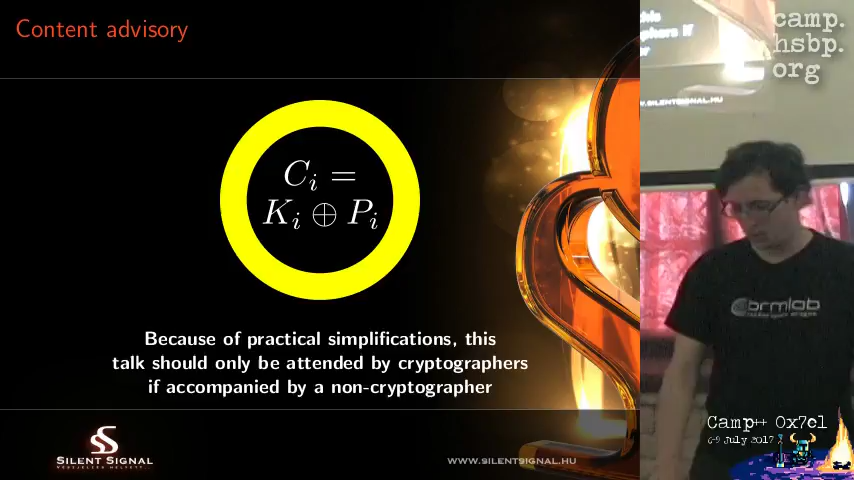 Content advisory
C_i =
K_i ⊕ P_i
Because of practical simplifications, this
talk should only be attended by cryptographers
if accompanied by a non-cryptographer
SILENT SIGNAL
WWW.SILENTSIGNAL.HU
camp.
hsbp.
org
brmlab
Camp++ 0x7e1
6-9 July 2017